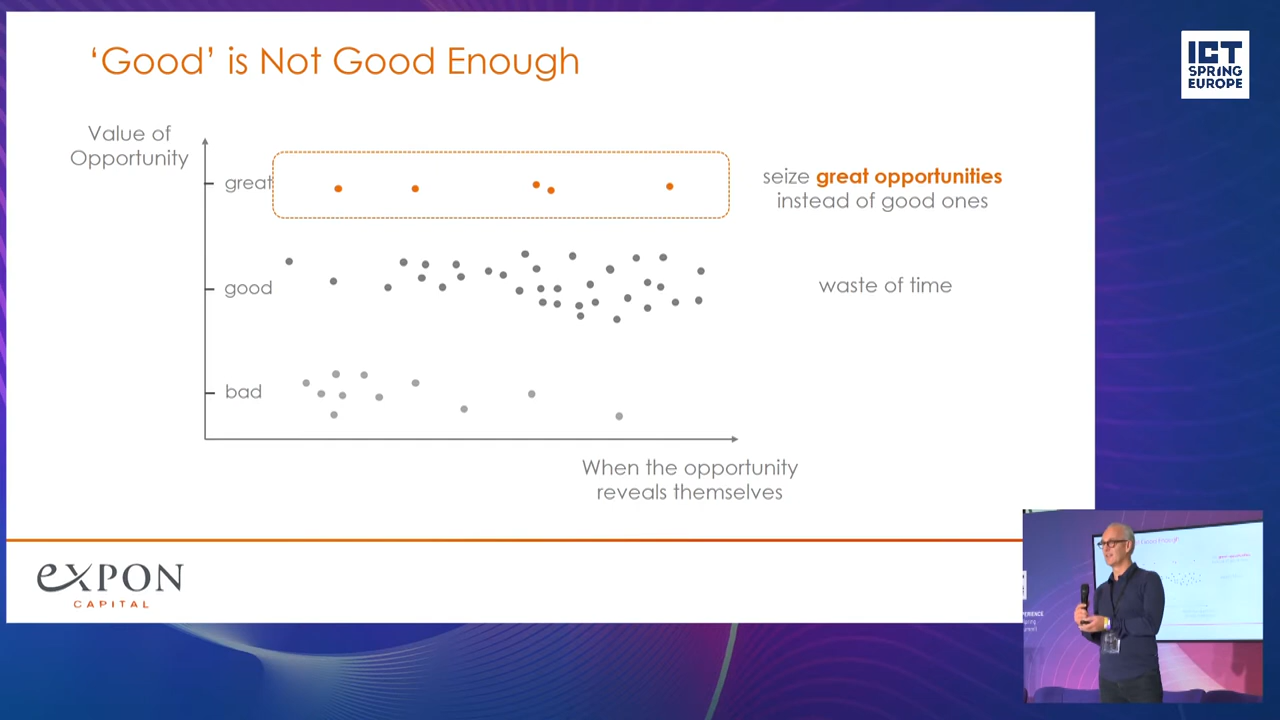 ‘Good’ is Not Good Enough
ICT
SPRING
EUROPE
Value of
Opportunity
great
seize great opportunities
instead of good ones
good
waste of time
bad
When the opportunity
reveals themselves
eXPON
CAPITAL